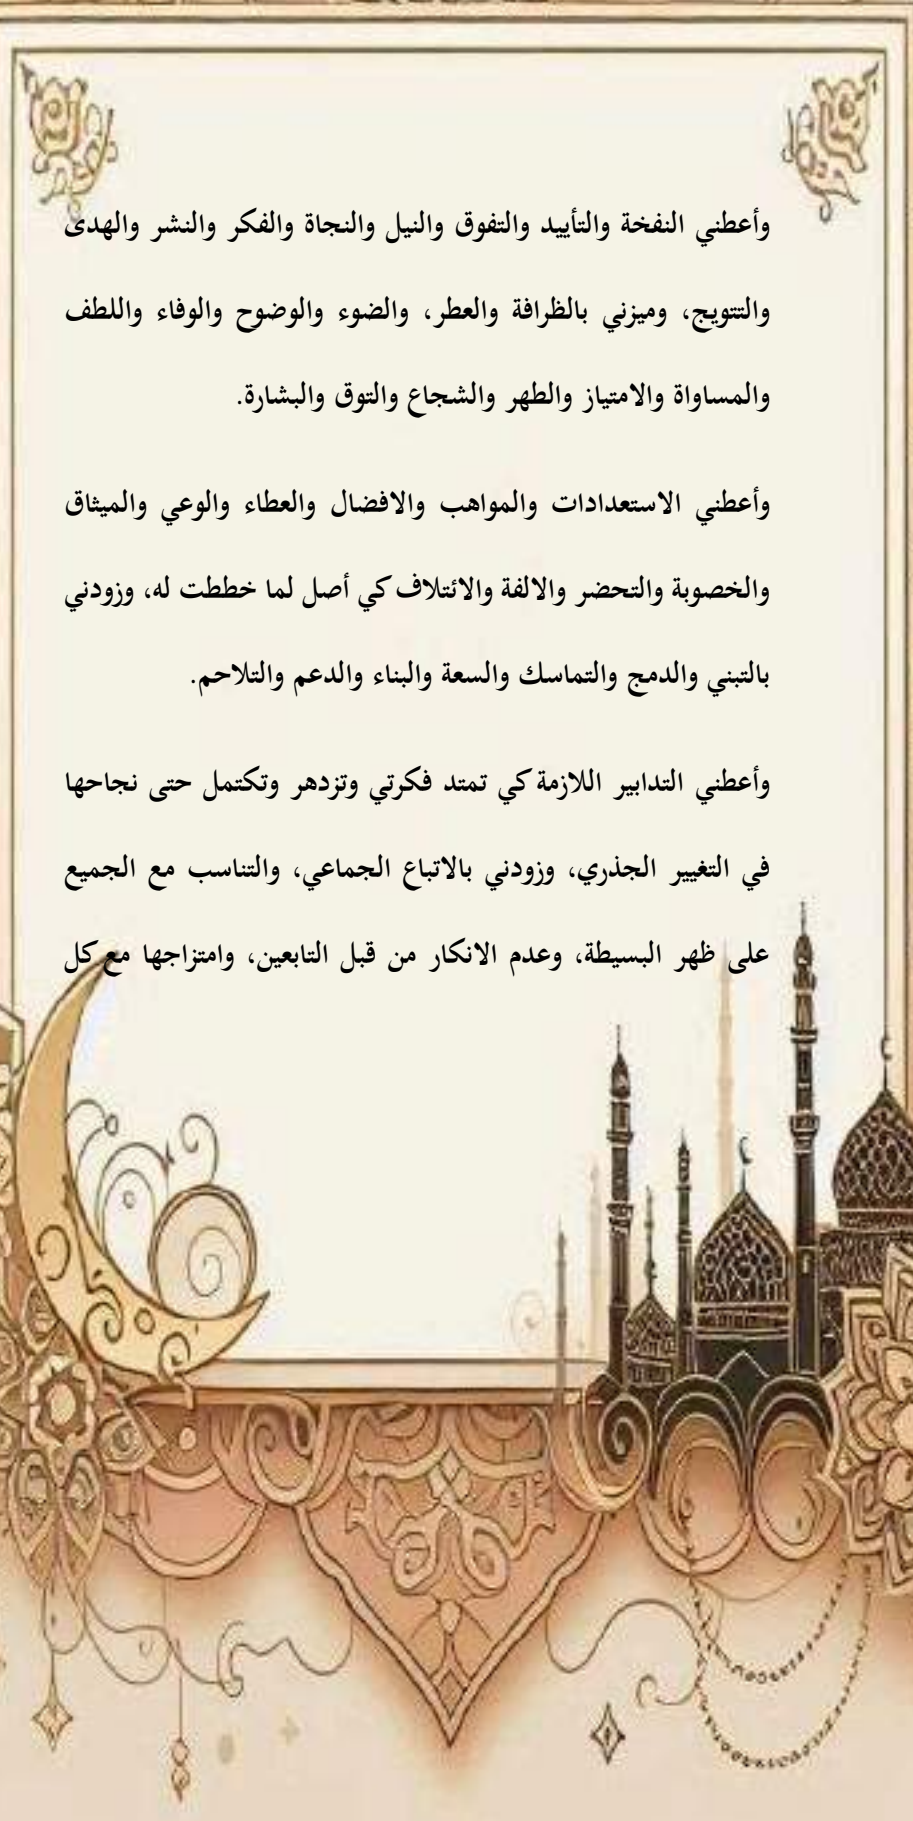 وأعطني النفخة والتأييد والتفوق والنيل والنجاة والفكر والنشر والهدى
والتتويج، وميزني بالظرافة والعطر، والضوء والوضوح والوفاء واللطف
والمساواة والامتياز والطهر والشجاع والتوق والبشارة.
وأعطني الاستعدادات والمواهب والافضال والعطاء والوعي والميثاق
والخصوبة والتحضر والالفة والائتلاف كي أصل لما خططت له، وزودني
بالتبني والدمج والتماسك والسعة والبناء والدعم والتلاحم.
وأعطني التدابير اللازمة كي تمتد فكرتي وتزدهر وتكتمل حتى نجاحها
في التغيير الجذري، وزودني بالاتباع الجماعي، والتناسب مع الجميع
على ظهر البسيطة، وعدم الانكار من قبل التابعين، وامتزاجها مع كل